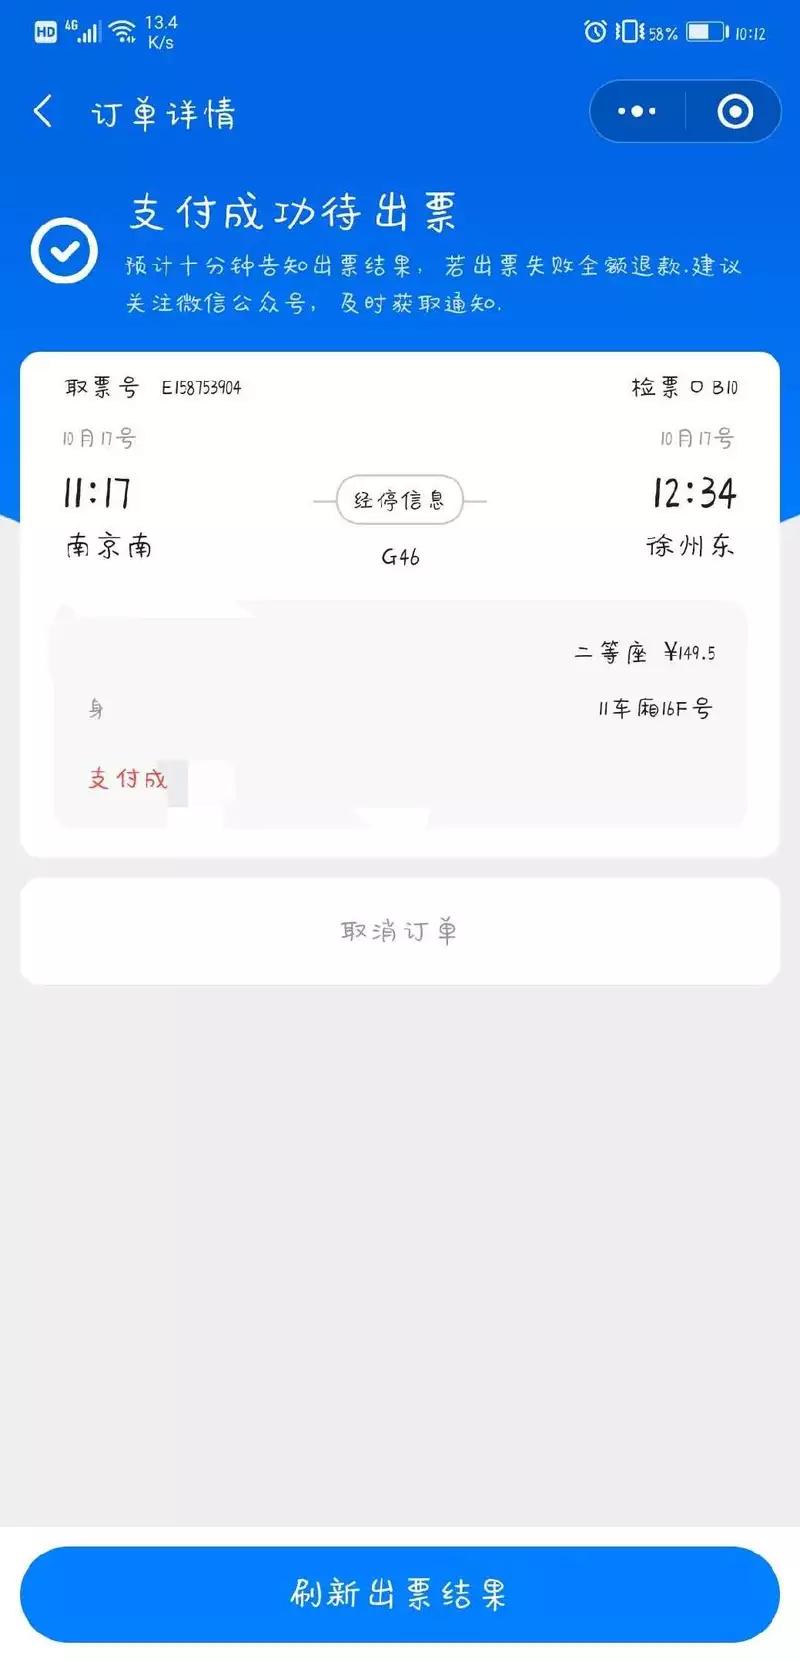 HD 4G 13.4 K/s 58% 10:12
订单详情
支付成功待出票
预计十分钟告知出票结果，若出票失败全额退款.建议
关注微信公众号，及时获取通知.
取票号 E158753904 检票口 B10
10月17号 10月17号
11:17 经停信息 12:34
南京南 G46 徐州东
二等座 ¥149.5
身 11车厢16F号
支付成
取消订单
刷新出票结果